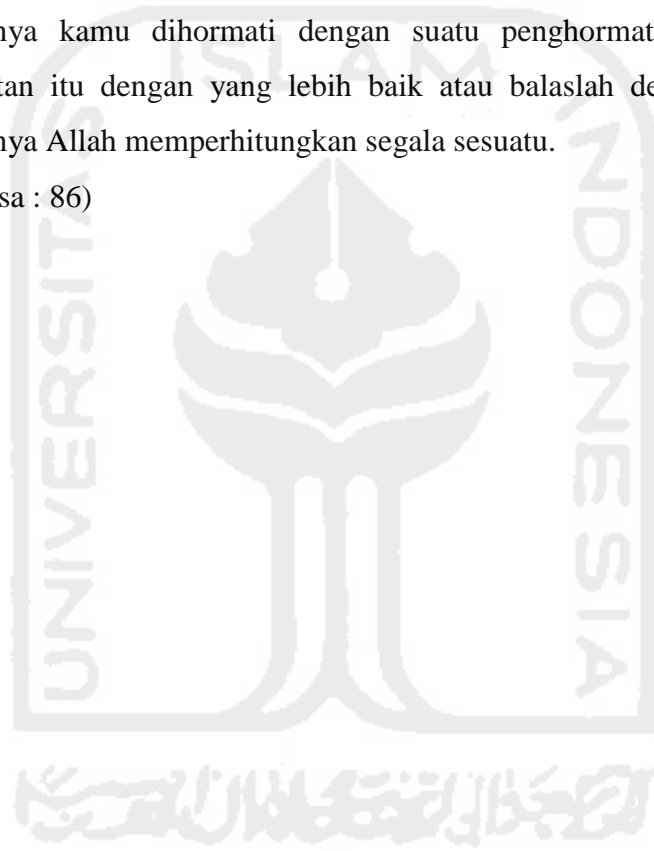 nya kamu dihormati dengan suatu penghormat
tan itu dengan yang lebih baik atau balaslah de
nya Allah memperhitungkan segala sesuatu.
sa : 86)
ISLAM
UNIVERSITAS
INDONESIA